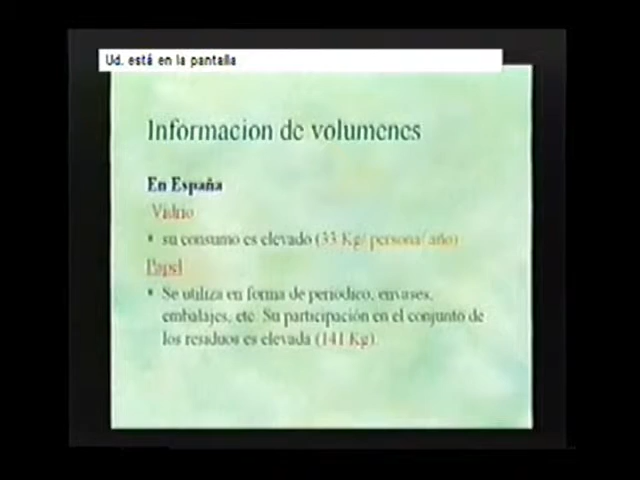 Ud. está en la pantalla
Informacion de volumenes
En España
Vidrio
• su consumo es elevado (33 Kg/ persona/ año)
Papel
• Se utiliza en forma de periodico, envases,
embalajes, etc. Su participación en el conjunto de
los residuos es elevada (141 Kg)